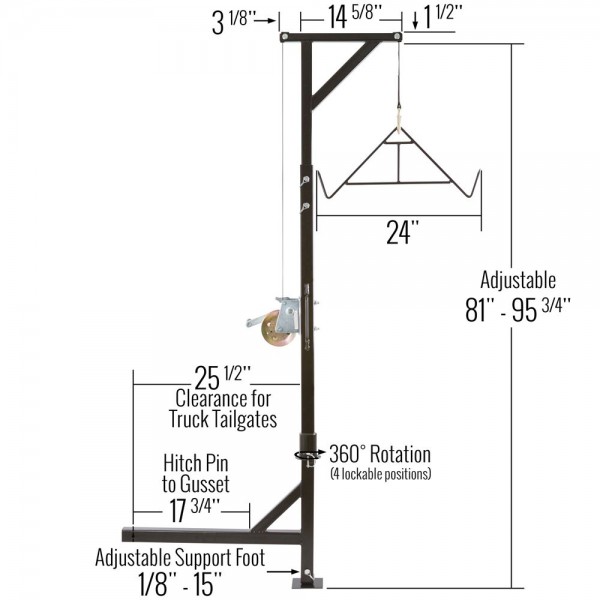 3 1/8" 14 5/8" 1 1/2"
24"
Adjustable
81" - 95 3/4"
25 1/2"
Clearance for
Truck Tailgates
360° Rotation
(4 lockable positions)
Hitch Pin
to Gusset
17 3/4"
Adjustable Support Foot
1/8" - 15"